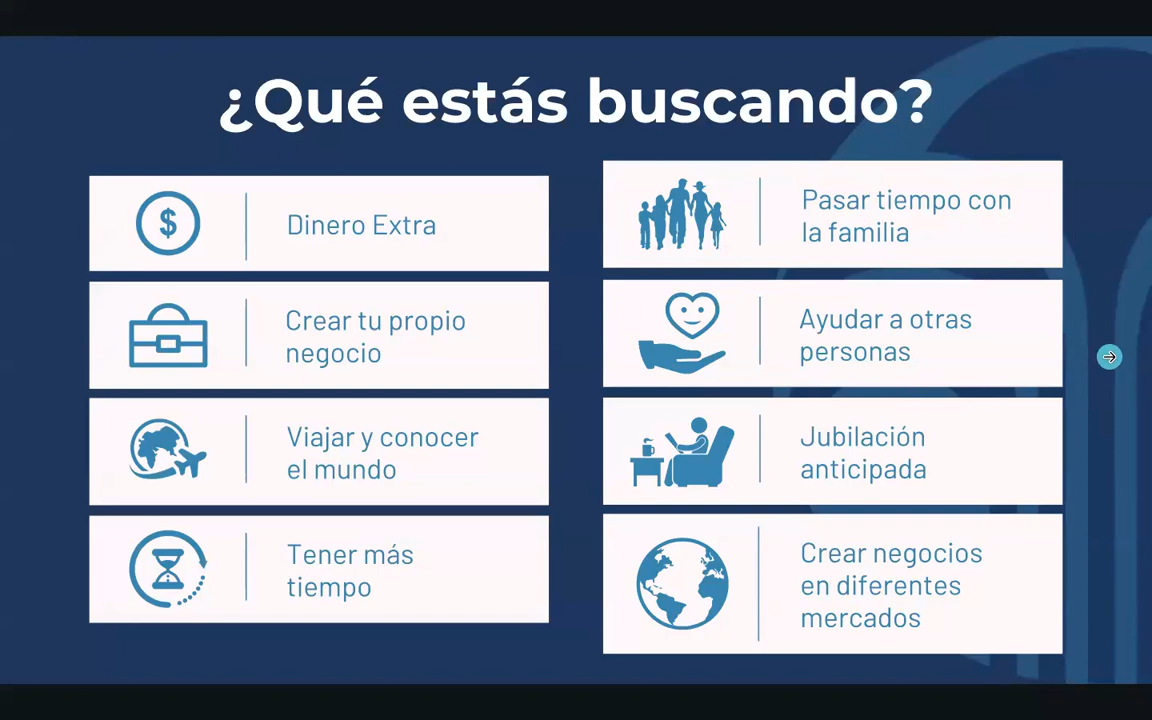 ¿Qué estás buscando?
Dinero Extra
Crear tu propio
negocio
Viajar y conocer
el mundo
Tener más
tiempo
Pasar tiempo con
la familia
Ayudar a otras
personas
Jubilación
anticipada
Crear negocios
en diferentes
mercados